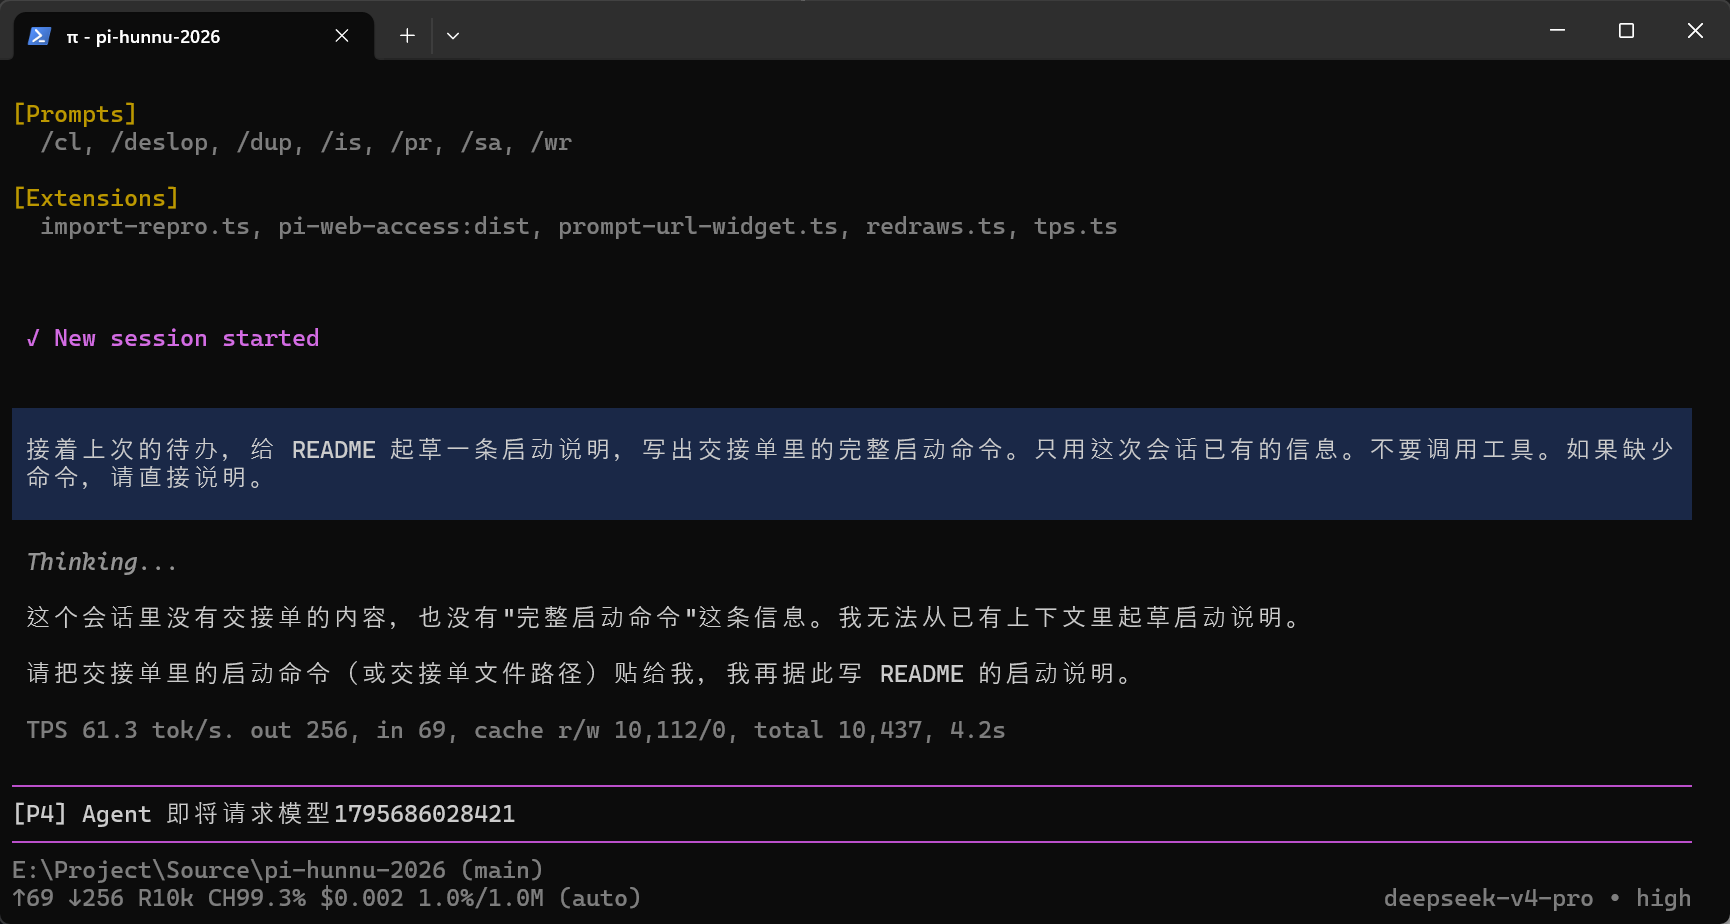 π - pi-hunnu-2026
[Prompts]
/cl, /deslop, /dup, /is, /pr, /sa, /wr
[Extensions]
import-repro.ts, pi-web-access:dist, prompt-url-widget.ts, redraws.ts, tps.ts
✓ New session started
接着上次的待办，给 README 起草一条启动说明，写出交接单里的完整启动命令。只用这次会话已有的信息。不要调用工具。如果缺少
命令，请直接说明。
Thinking...
这个会话里没有交接单的内容，也没有"完整启动命令"这条信息。我无法从已有上下文里起草启动说明。
请把交接单里的启动命令（或交接单文件路径）贴给我，我再据此写 README 的启动说明。
TPS 61.3 tok/s. out 256, in 69, cache r/w 10,112/0, total 10,437, 4.2s
[P4] Agent 即将请求模型1795686028421
E:\Project\Source\pi-hunnu-2026 (main)
↑69 ↓256 R10k CH99.3% $0.002 1.0%/1.0M (auto) deepseek-v4-pro • high